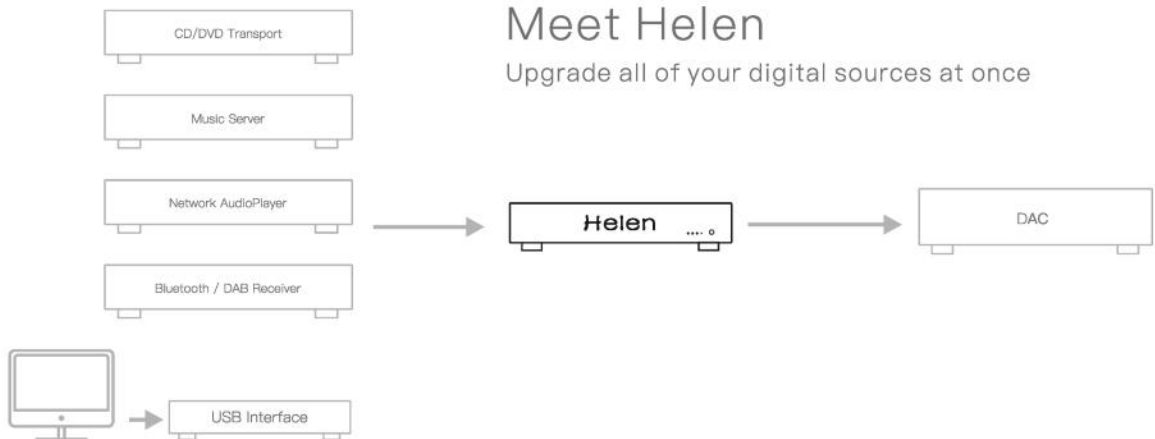 Meet Helen
Upgrade all of your digital sources at once
CD/DVD Transport
Music Server
Network AudioPlayer
Bluetooth / DAB Receiver
USB Interface
Helen
DAC